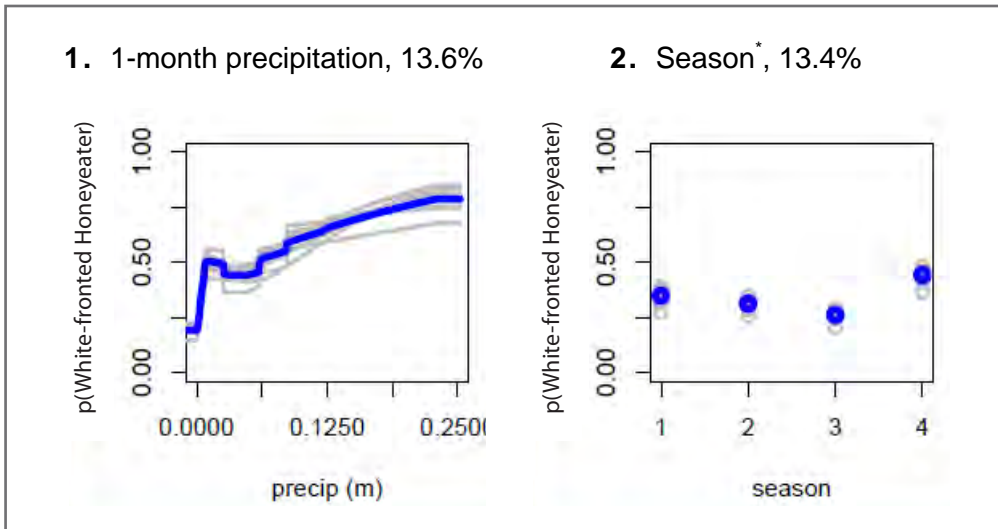 1. 1-month precipitation, 13.6%
p(White-fronted Honeyeater)
1.00
0.50
0.00
0.0000 0.1250 0.250
precip (m)
2. Season*, 13.4%
p(White-fronted Honeyeater)
1.00
0.50
0.00
1 2 3 4
season